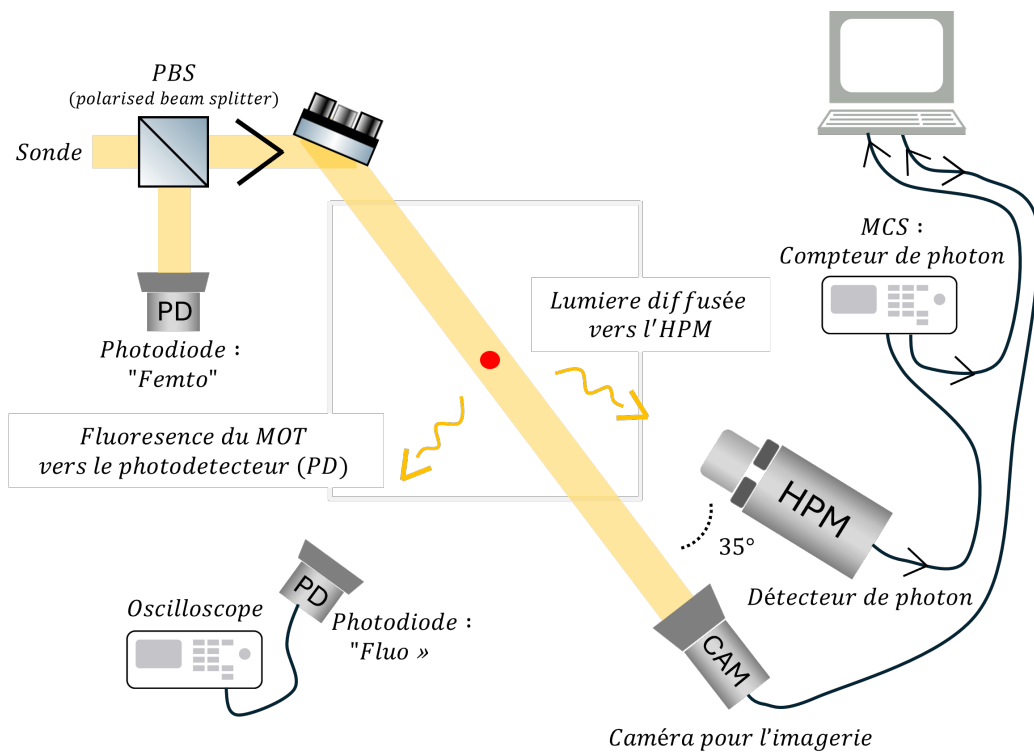 PBS
(polarised beam splitter)
Sonde
PD
Photodiode :
"Femto"
MCS :
Compteur de photon
Lumiere diffusée
vers l'HPM
Fluoresence du MOT
vers le photodetecteur (PD)
HPM
35°
Détecteur de photon
PD
Oscilloscope
Photodiode :
"Fluo »
CAM
Caméra pour l'imagerie